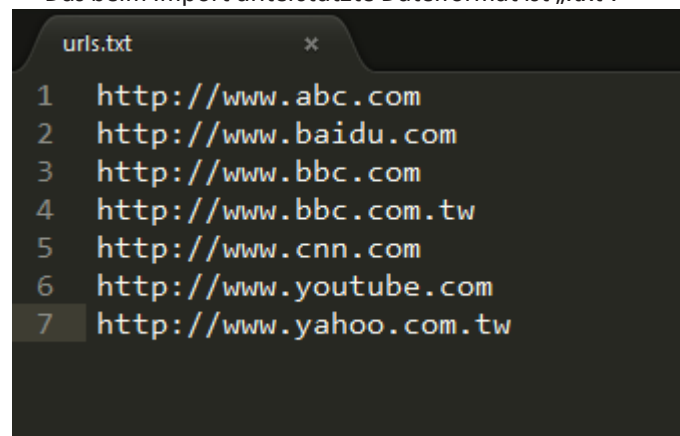 Das beim Import unterstützte Dateiformat ist „.txt“.
urls.txt ×
1 http://www.abc.com
2 http://www.baidu.com
3 http://www.bbc.com
4 http://www.bbc.com.tw
5 http://www.cnn.com
6 http://www.youtube.com
7 http://www.yahoo.com.tw